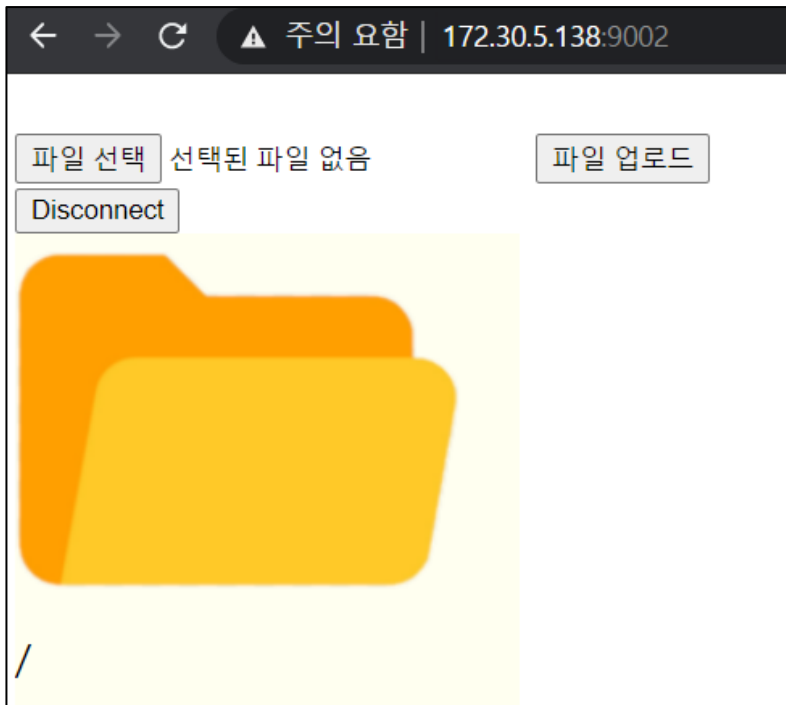 주의 요함 | 172.30.5.138:9002
파일 선택 선택된 파일 없음 파일 업로드
Disconnect
/